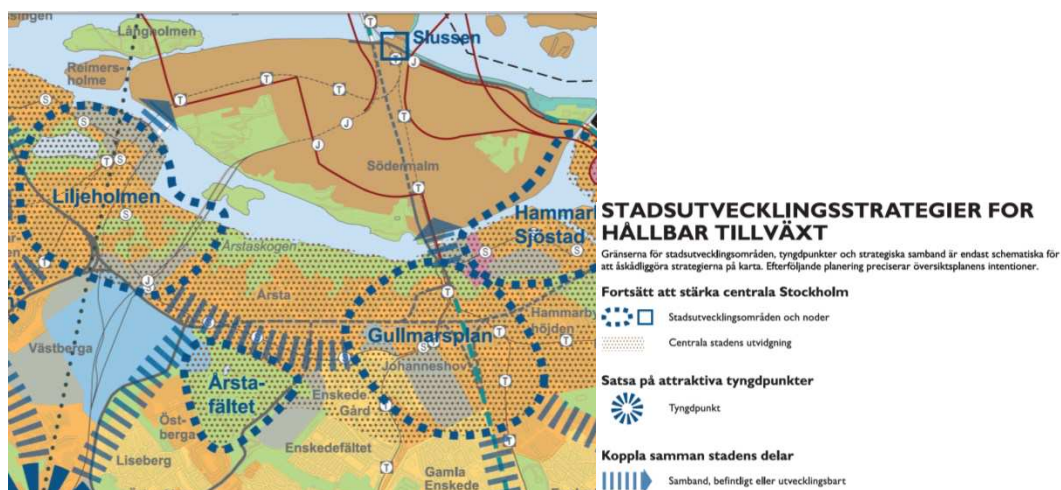 singen
Långholmen
Slussen
Reimers-
holme
Södermalm
Liljeholmen
Hammar
Sjöstad
Årstaskogen
Årsta
Hammarby
höjden
Gullmarsplan
Västberga
Johanneshov
Årsta-
fältet
Enskede
Gård
Öst-
berga
Enskedefältet
Liseberg
Gamla
Enskede
STADSUTVECKLINGSSTRATEGIER FOR
HÅLLBAR TILLVÄXT
Gränserna för stadsutvecklingsområden, tyngdpunkter och strategiska samband är endast schematiska för
att åskådliggöra strategierna på karta. Efterföljande planering preciserar översiktsplanens intentioner.
Fortsätt att stärka centrala Stockholm
Stadsutvecklingsområden och noder
Centrala stadens utvidgning
Satsa på attraktiva tyngdpunkter
Tyngdpunkt
Koppla samman stadens delar
Samband, befintligt eller utvecklingsbart